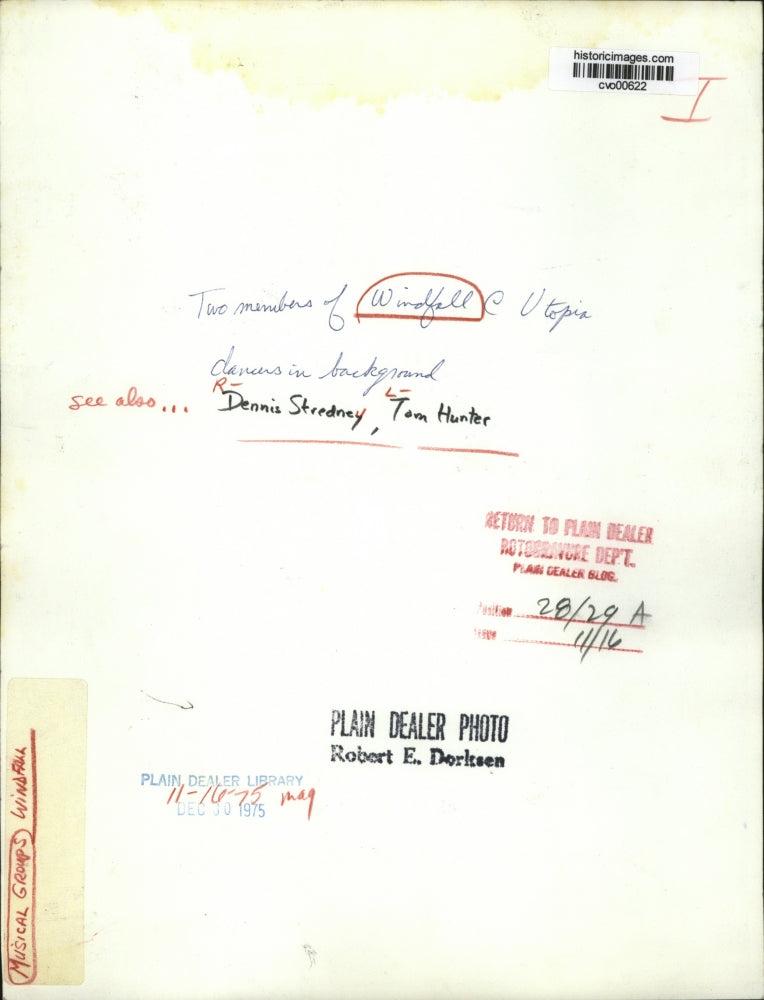 historicimages.com
cvo00622
I
Two members of Windfall @ Utopia
dancers in background
R- L-
see also... Dennis Stredney, Tom Hunter
RETURN TO PLAIN DEALER
ROTOGRAVURE DEP'T.
PLAIN DEALER BLDG.
Position 28/29 A
Issue 11/16
PLAIN DEALER PHOTO
Robert E. Dorksen
PLAIN DEALER LIBRARY
11-16-75 mag
DEC 30 1975
MUSICAL GROUPS) WINDFALL